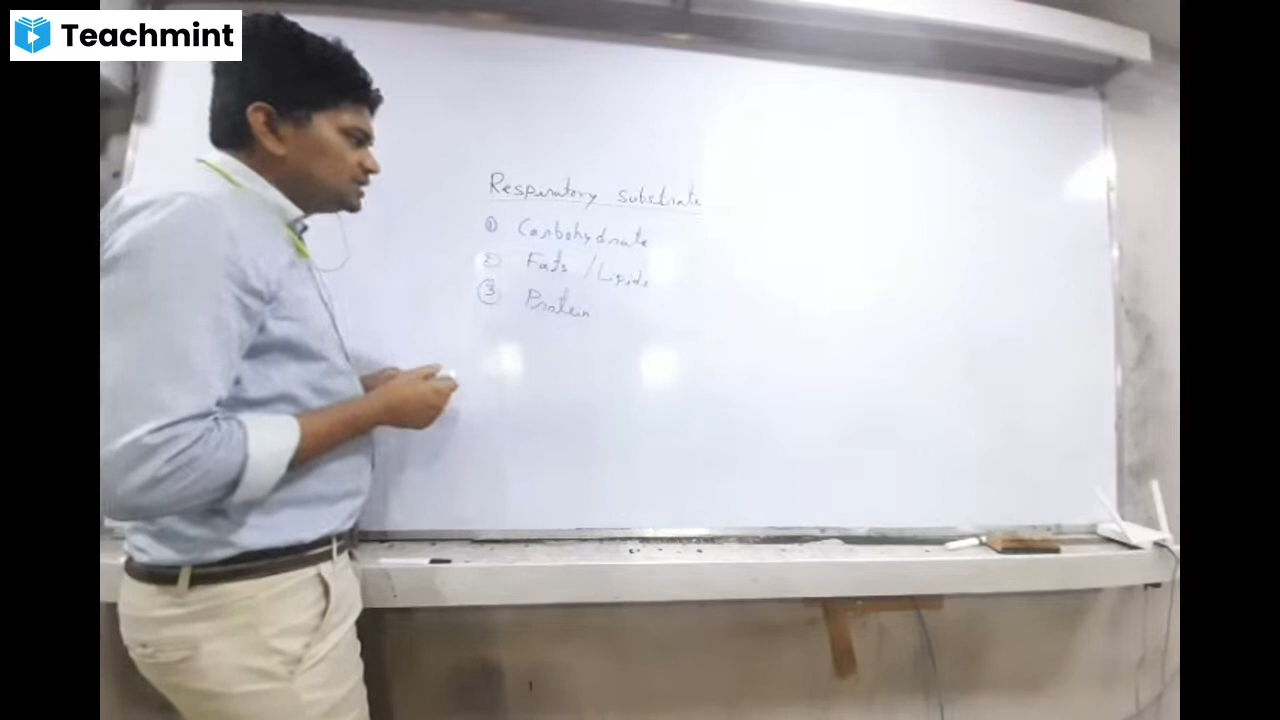 Teachmint
Respiratory substrate
① Carbohydrate
② Fats / Lipids
③ Protein